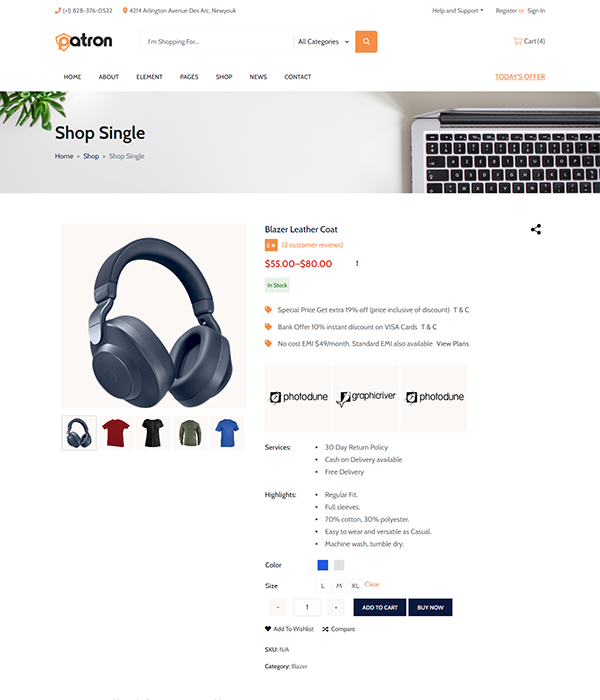 (+1) 828-376-0532 4214 Arlington Avenue Des Arc, Newyouk Help and Support Register or Sign In
patron I'm Shopping For... All Categories Cart(4)
HOME ABOUT ELEMENT PAGES SHOP NEWS CONTACT TODAY'S OFFER
Shop Single
Home > Shop > Shop Single
Blazer Leather Coat
5 ★ (2 customer reviews)
$55.00–$80.00
In Stock
Special Price Get extra 19% off (price inclusive of discount) T & C
Bank Offer 10% instant discount on VISA Cards T & C
No cost EMI $49/month. Standard EMI also available View Plans
photodune graphicriver photodune
Services: • 30 Day Return Policy
• Cash on Delivery available
• Free Delivery
Highlights: • Regular Fit.
• Full sleeves.
• 70% cotton, 30% polyester.
• Easy to wear and versatile as Casual.
• Machine wash, tumble dry.
Color
Size L M XL Clear
- 1 + ADD TO CART BUY NOW
Add To Wishlist Compare
SKU: N/A
Category: Blazer